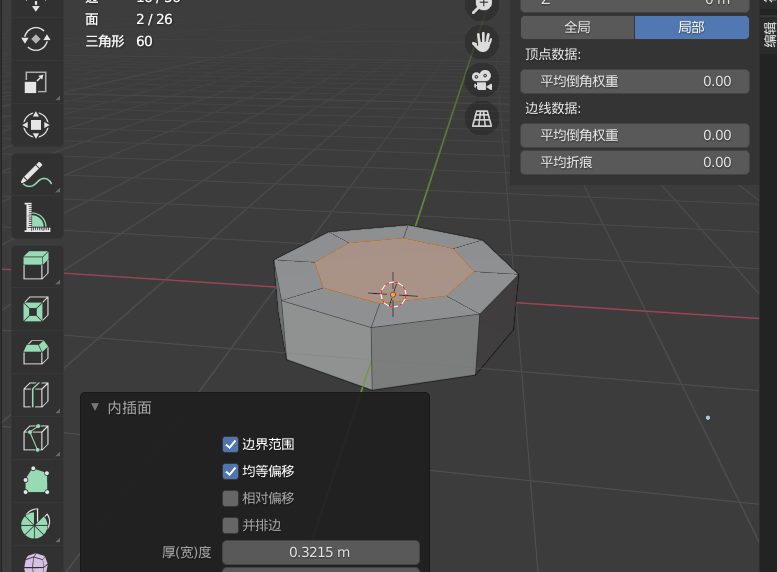 面 2 / 26
三角形 60
Z 0 m
全局 局部
顶点数据:
平均倒角权重 0.00
边线数据:
平均倒角权重 0.00
平均折痕 0.00
编辑
内插面
边界范围
均等偏移
相对偏移
并排边
厚(宽)度 0.3215 m